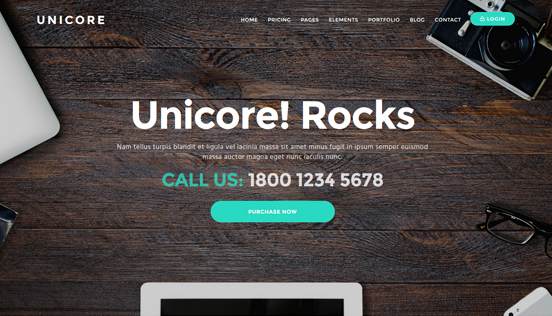 UNICORE
HOME PRICING PAGES ELEMENTS PORTFOLIO BLOG CONTACT LOGIN
Unicore! Rocks
Nam tellus turpis blandit et ligula vel lacinia massa sit amet minus fugit in ipsum semper euismod
massa auctor magna eget nunc iaculis nunc.
CALL US: 1800 1234 5678
PURCHASE NOW